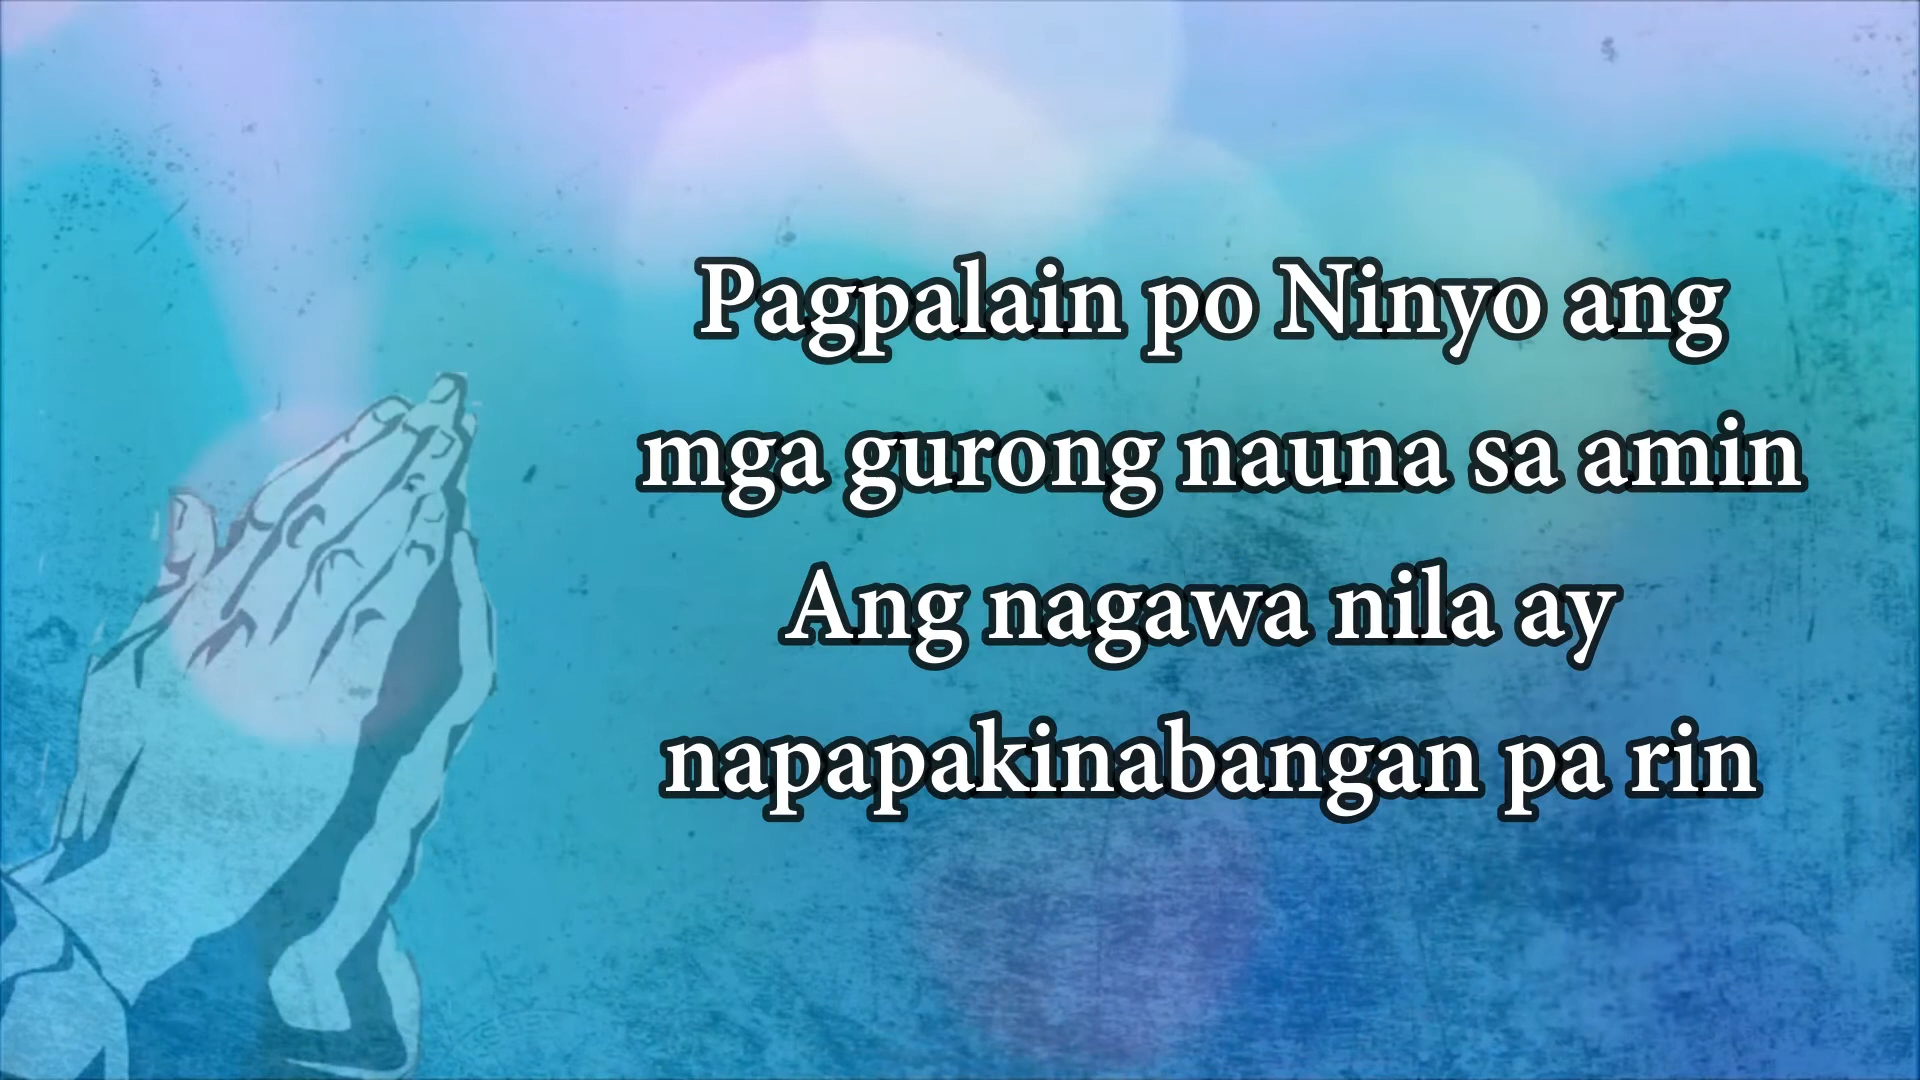 Pagpalain po Ninyo ang
mga gurong nauna sa amin
Ang nagawa nila ay
napapakinabangan pa rin